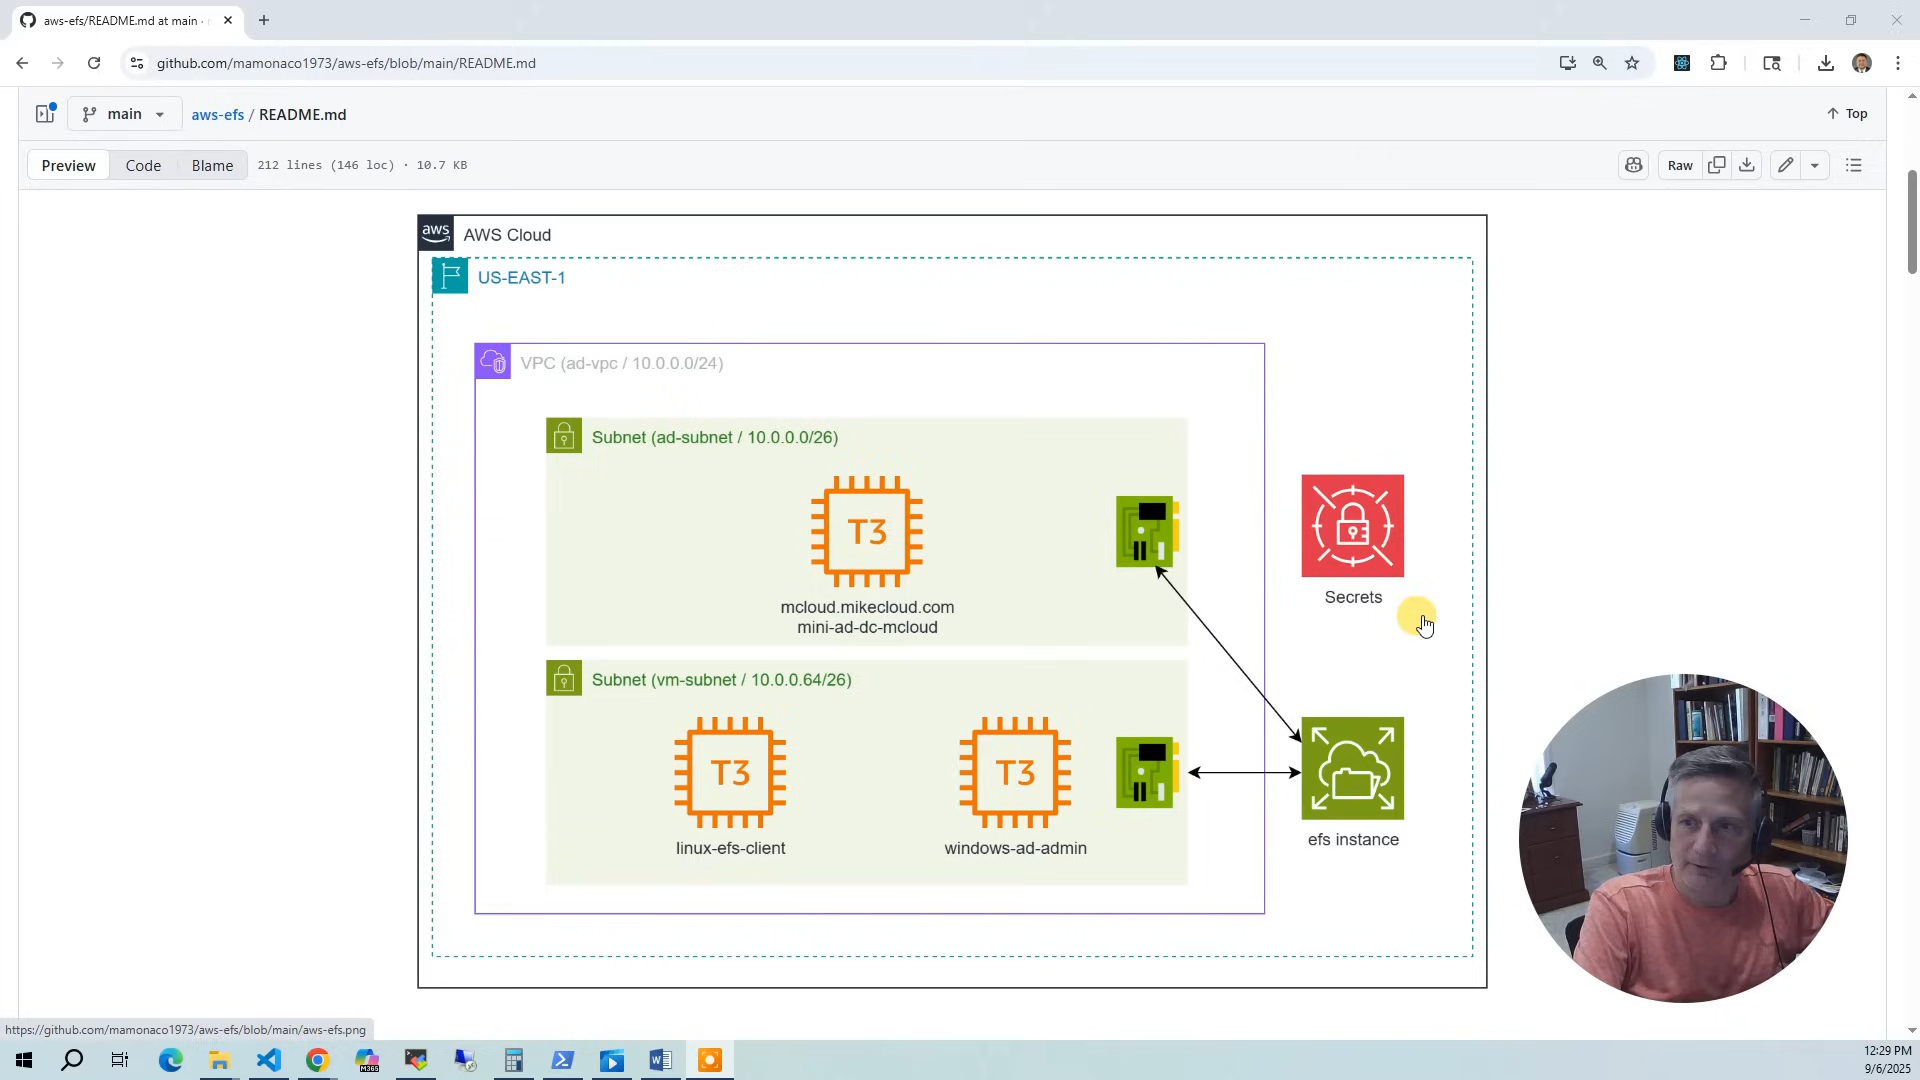 aws-efs/README.md at main ·
github.com/mamonaco1973/aws-efs/blob/main/README.md
main
aws-efs / README.md
Top
Preview
Code
Blame
212 lines (146 loc) · 10.7 KB
Raw
aws
AWS Cloud
US-EAST-1
VPC (ad-vpc / 10.0.0.0/24)
Subnet (ad-subnet / 10.0.0.0/26)
T3
mcloud.mikecloud.com
mini-ad-dc-mcloud
Secrets
Subnet (vm-subnet / 10.0.0.64/26)
T3
T3
linux-efs-client
windows-ad-admin
efs instance
https://github.com/mamonaco1973/aws-efs/blob/main/aws-efs.png
M365
12:29 PM
9/6/2025